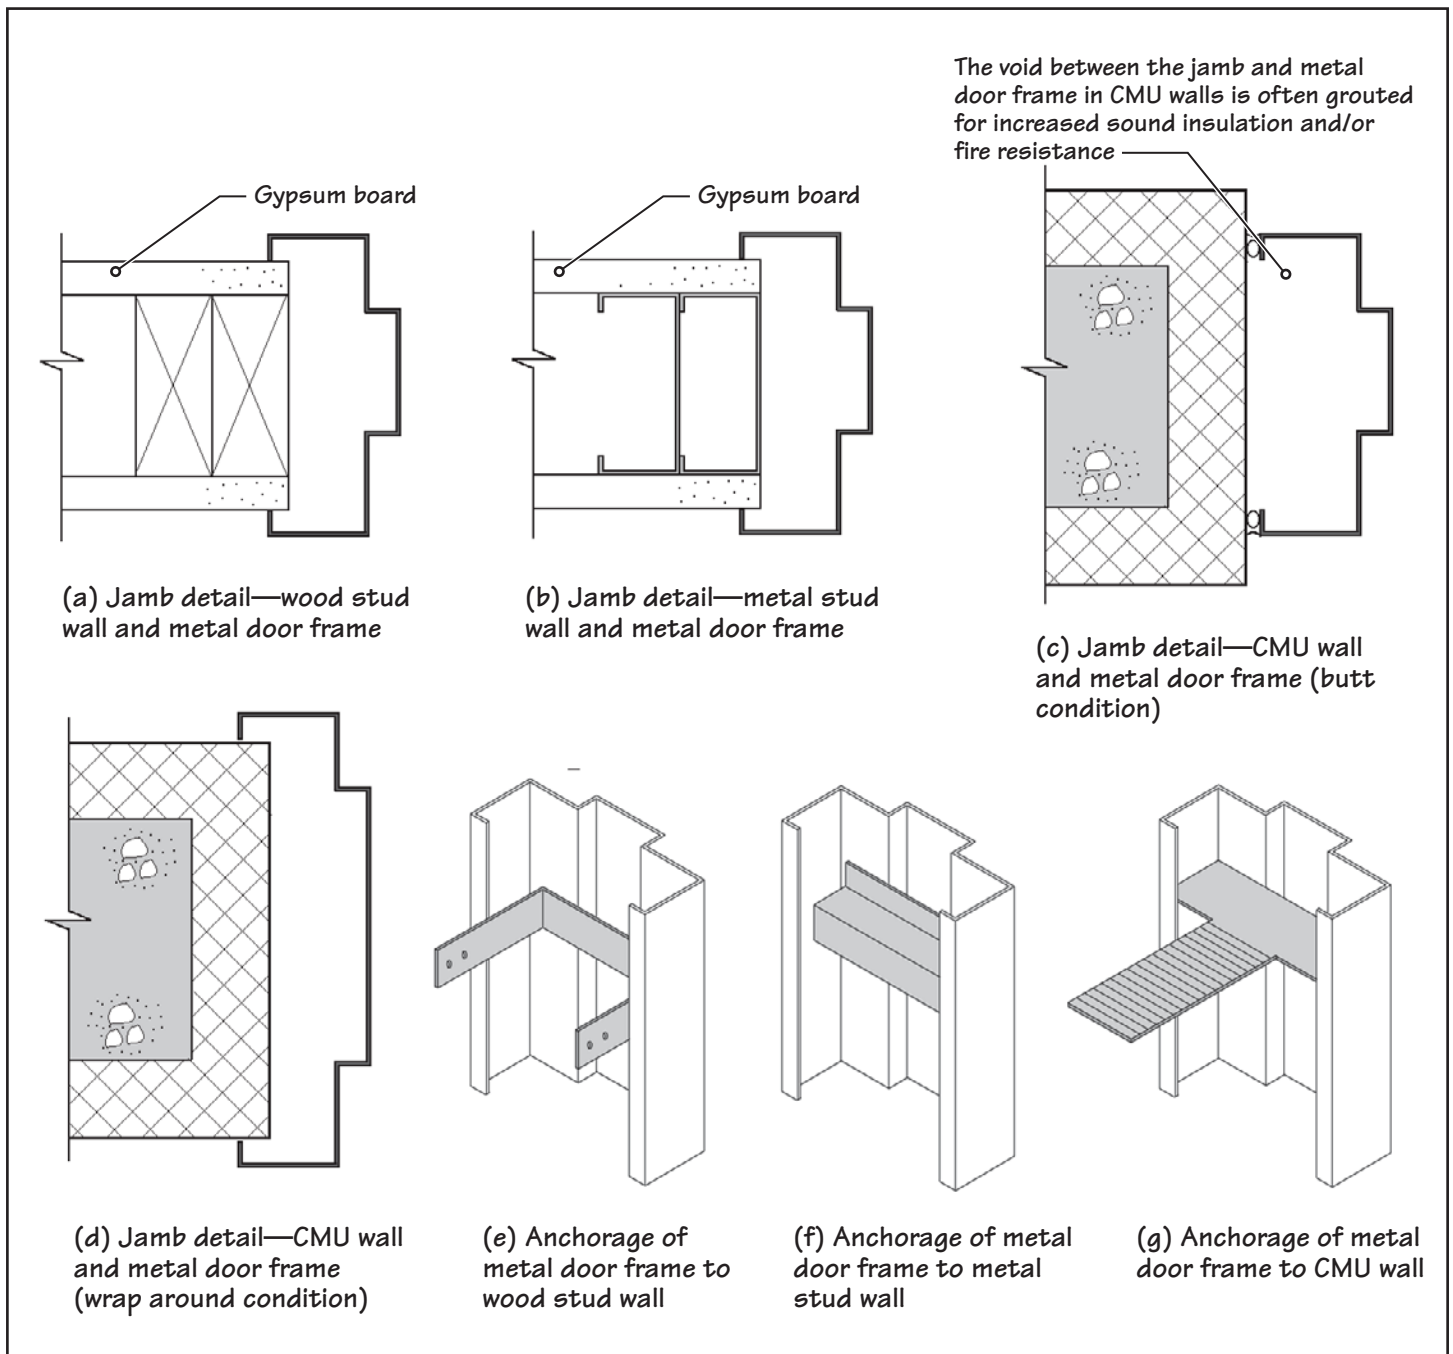 The void between the jamb and metal
door frame in CMU walls is often grouted
for increased sound insulation and/or
fire resistance
Gypsum board
Gypsum board
(a) Jamb detail—wood stud
wall and metal door frame
(b) Jamb detail—metal stud
wall and metal door frame
(c) Jamb detail—CMU wall
and metal door frame (butt
condition)
(d) Jamb detail—CMU wall
and metal door frame
(wrap around condition)
(e) Anchorage of
metal door frame to
wood stud wall
(f) Anchorage of metal
door frame to metal
stud wall
(g) Anchorage of metal
door frame to CMU wall